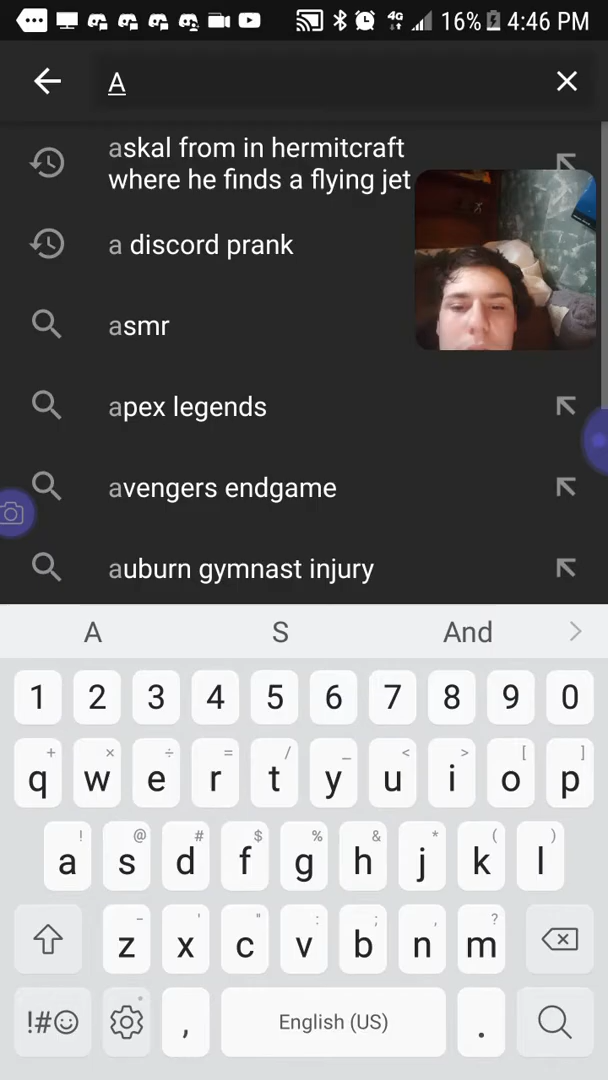 4G 16% 4:46 PM
A
askal from in hermitcraft
where he finds a flying jet
a discord prank
asmr
apex legends
avengers endgame
auburn gymnast injury
A S And
1 2 3 4 5 6 7 8 9 0
+ × ÷ = / _ < > [ ]
q w e r t y u i o p
! @ # $ % & * ( )
a s d f g h j k l
- ' " : ; , ?
z x c v b n m
!#☺ , English (US) .